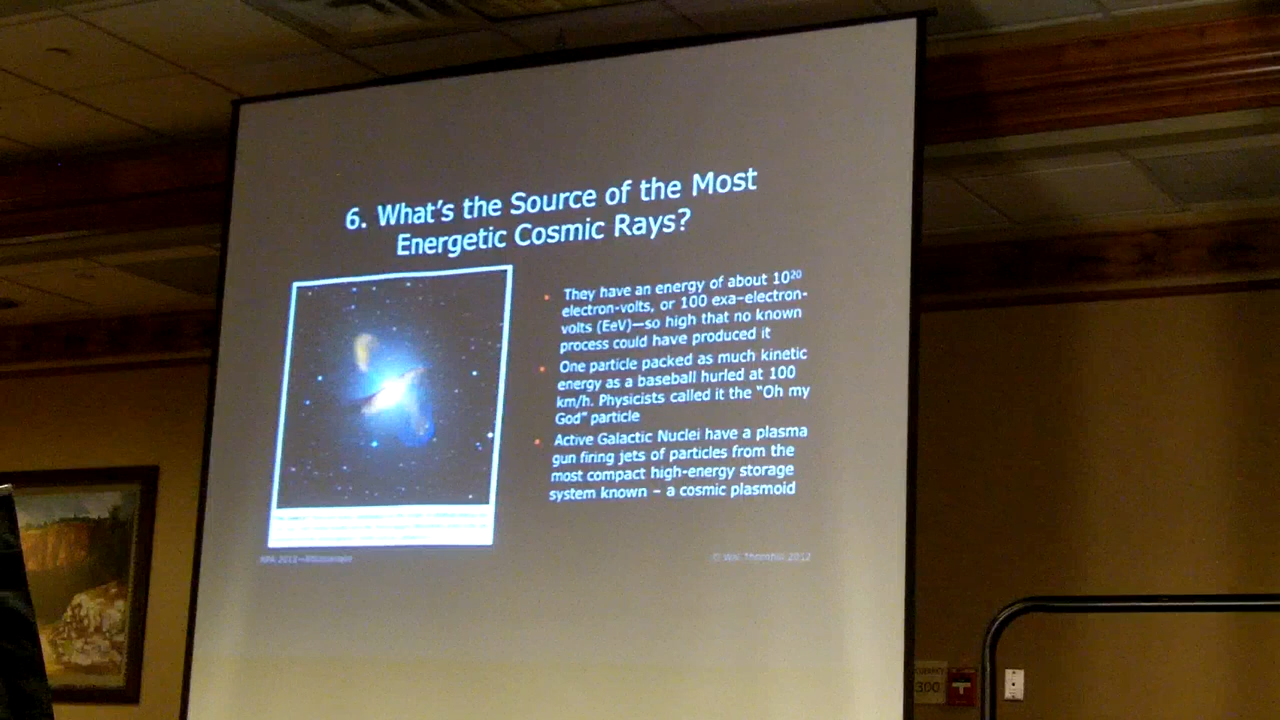 6. What's the Source of the Most
Energetic Cosmic Rays?
They have an energy of about 10²⁰
electron-volts, or 100 exa–electron-
volts (EeV)—so high that no known
process could have produced it
One particle packed as much kinetic
energy as a baseball hurled at 100
km/h. Physicists called it the "Oh my
God" particle
Active Galactic Nuclei have a plasma
gun firing jets of particles from the
most compact high-energy storage
system known – a cosmic plasmoid
© Wal Thornhill 2012
300